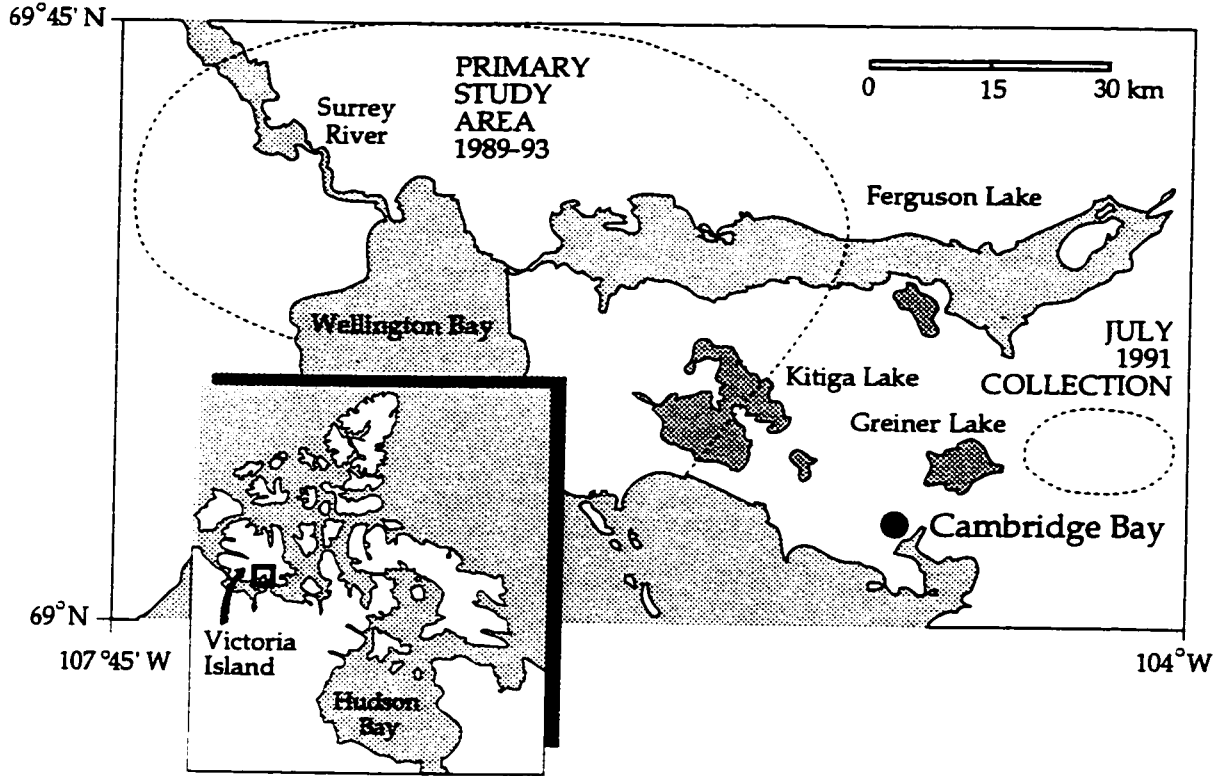 69°45' N
PRIMARY
STUDY
AREA
1989-93
0 15 30 km
Surrey
River
Ferguson Lake
Wellington Bay
JULY
1991
COLLECTION
Kitiga Lake
Greiner Lake
Cambridge Bay
69°N
107°45' W
104°W
Victoria
Island
Hudson
Bay